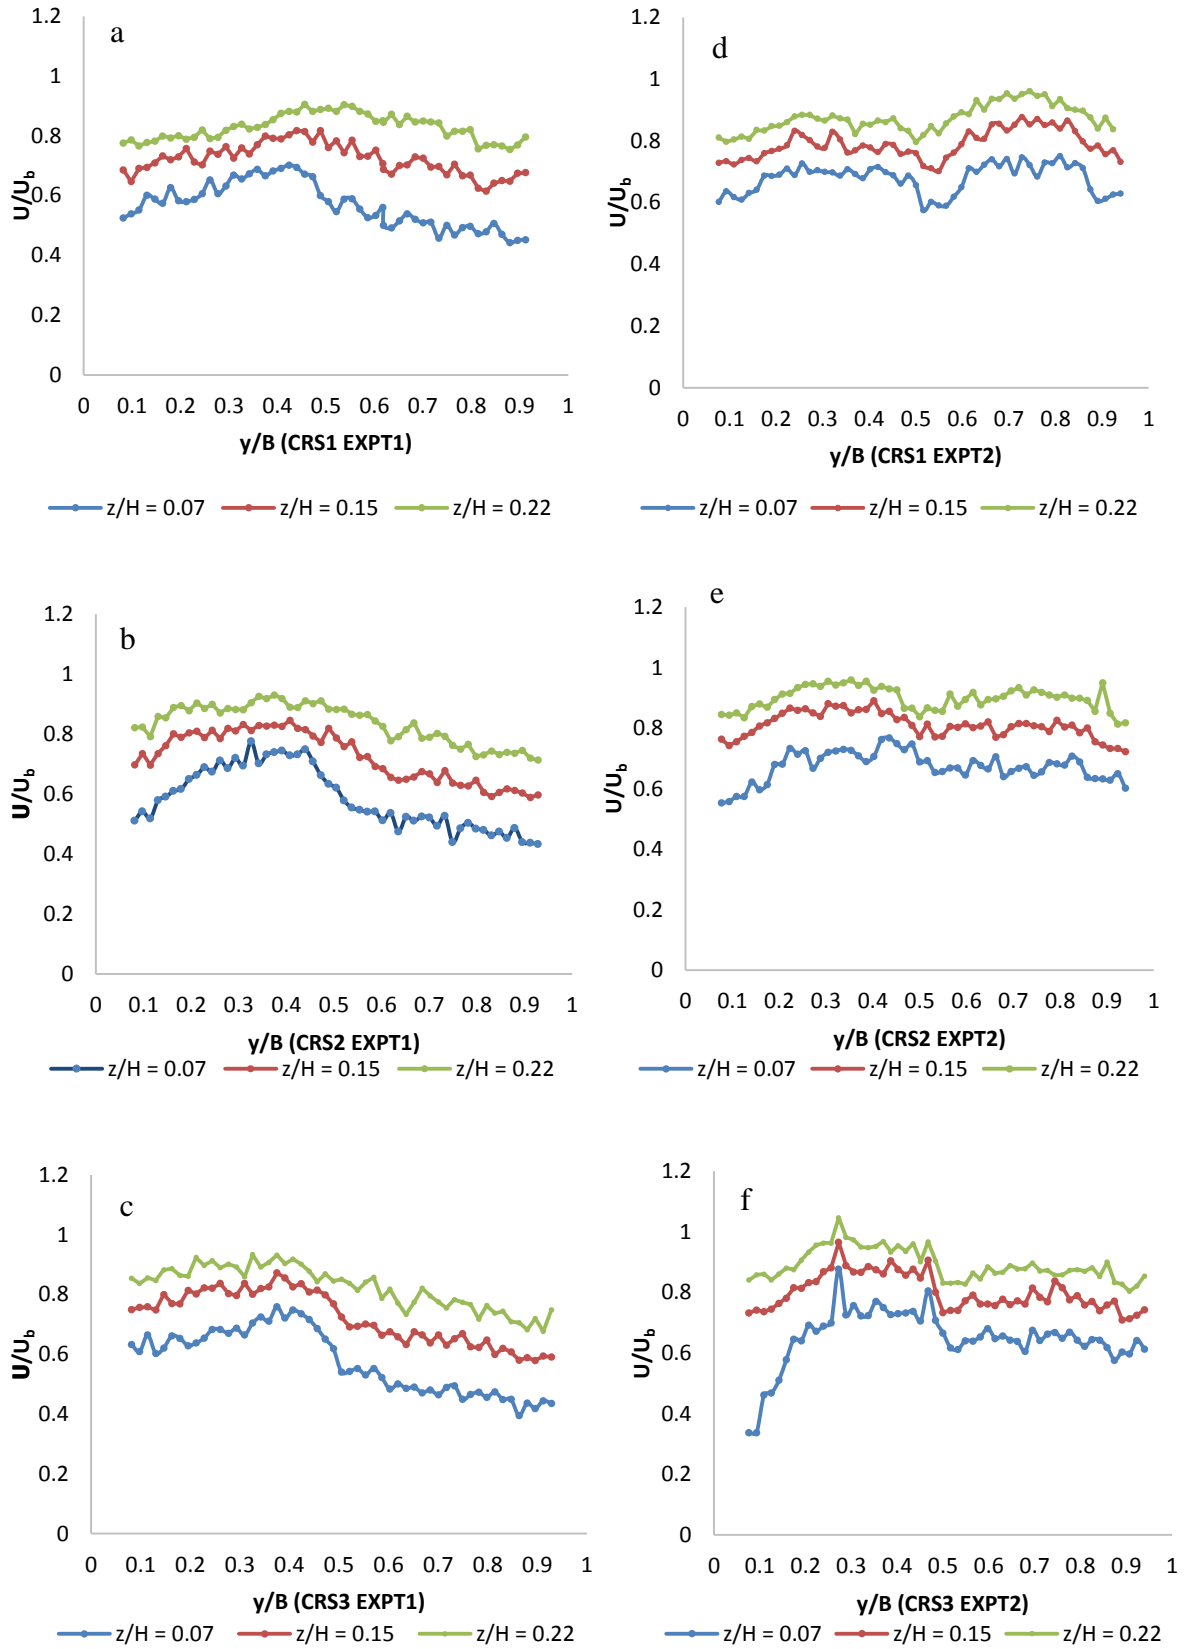 a
1.2
1
0.8
0.6
0.4
0.2
0
U/Ub
0 0.1 0.2 0.3 0.4 0.5 0.6 0.7 0.8 0.9 1
y/B (CRS1 EXPT1)
z/H = 0.07 z/H = 0.15 z/H = 0.22
d
1.2
1
0.8
0.6
0.4
0.2
0
U/Ub
0 0.1 0.2 0.3 0.4 0.5 0.6 0.7 0.8 0.9 1
y/B (CRS1 EXPT2)
z/H = 0.07 z/H = 0.15 z/H = 0.22
b
1.2
1
0.8
0.6
0.4
0.2
0
U/Ub
0 0.1 0.2 0.3 0.4 0.5 0.6 0.7 0.8 0.9 1
y/B (CRS2 EXPT1)
z/H = 0.07 z/H = 0.15 z/H = 0.22
e
1.2
1
0.8
0.6
0.4
0.2
0
U/Ub
0 0.1 0.2 0.3 0.4 0.5 0.6 0.7 0.8 0.9 1
y/B (CRS2 EXPT2)
z/H = 0.07 z/H = 0.15 z/H = 0.22
c
1.2
1
0.8
0.6
0.4
0.2
0
U/Ub
0 0.1 0.2 0.3 0.4 0.5 0.6 0.7 0.8 0.9 1
y/B (CRS3 EXPT1)
z/H = 0.07 z/H = 0.15 z/H = 0.22
f
1.2
1
0.8
0.6
0.4
0.2
0
U/Ub
0 0.1 0.2 0.3 0.4 0.5 0.6 0.7 0.8 0.9 1
y/B (CRS3 EXPT2)
z/H = 0.07 z/H = 0.15 z/H = 0.22